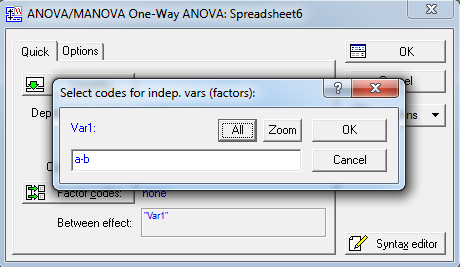 ANOVA/MANOVA One-Way ANOVA: Spreadsheet6
Quick Options
OK
Select codes for indep. vars (factors):
Var1:
All
Zoom
OK
a-b
Cancel
Factor codes: none
Between effect: "Var1"
Syntax editor